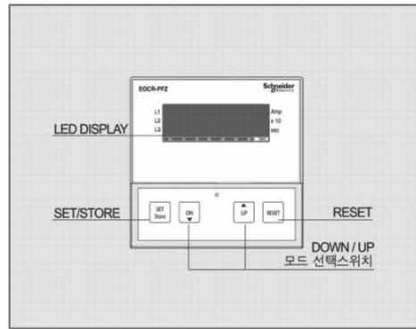 EOCR-PFZ Schneider Electric
L1 Amp
L2 x 10
L3 sec
LED DISPLAY
SET/STORE
SET Store
DN
UP
RESET
RESET
DOWN / UP
모드 선택스위치